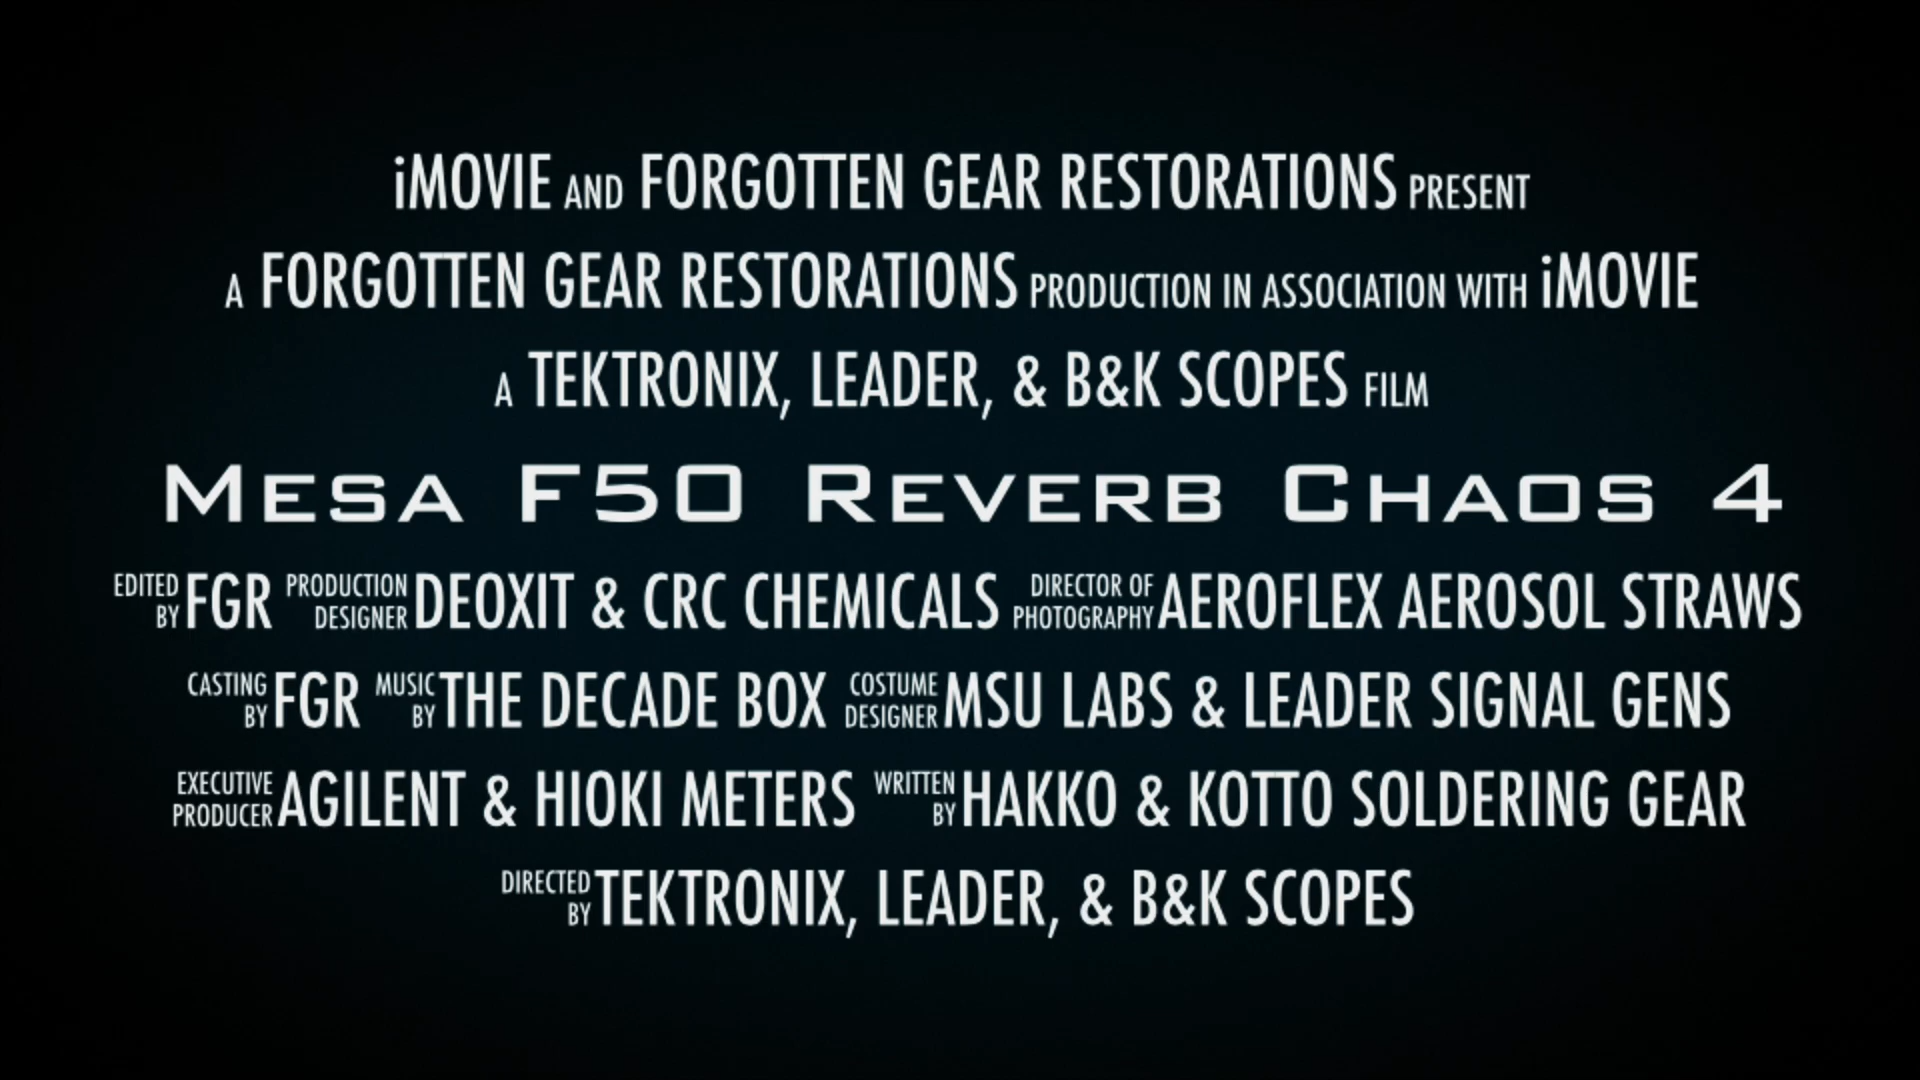 iMOVIE AND FORGOTTEN GEAR RESTORATIONS PRESENT
A FORGOTTEN GEAR RESTORATIONS PRODUCTION IN ASSOCIATION WITH iMOVIE
A TEKTRONIX, LEADER, & B&K SCOPES FILM
MESA F50 REVERB CHAOS 4
EDITED BY FGR PRODUCTION DESIGNER DEOXIT & CRC CHEMICALS DIRECTOR OF PHOTOGRAPHY AEROFLEX AEROSOL STRAWS
CASTING BY FGR MUSIC BY THE DECADE BOX COSTUME DESIGNER MSU LABS & LEADER SIGNAL GENS
EXECUTIVE PRODUCER AGILENT & HIOKI METERS WRITTEN BY HAKKO & KOTTO SOLDERING GEAR
DIRECTED BY TEKTRONIX, LEADER, & B&K SCOPES